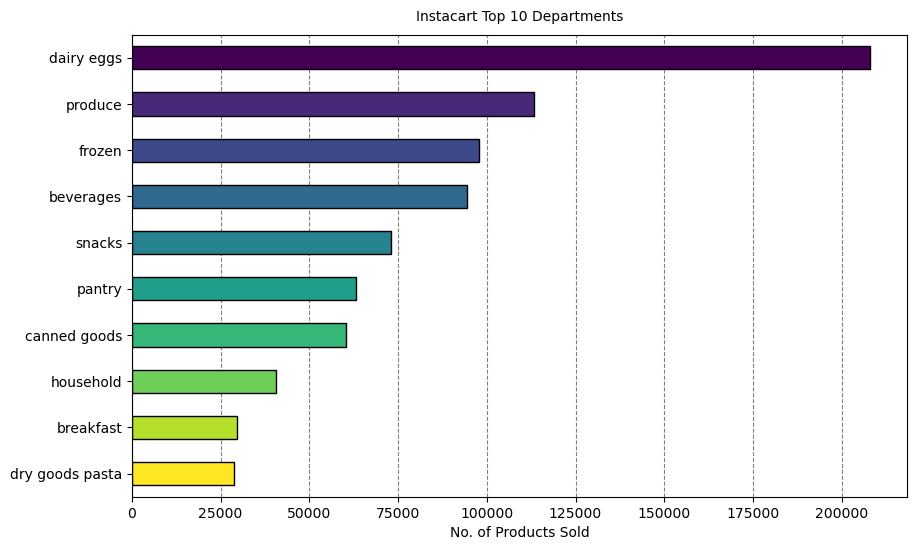 Instacart Top 10 Departments
dairy eggs
produce
frozen
beverages
snacks
pantry
canned goods
household
breakfast
dry goods pasta
0 25000 50000 75000 100000 125000 150000 175000 200000
No. of Products Sold